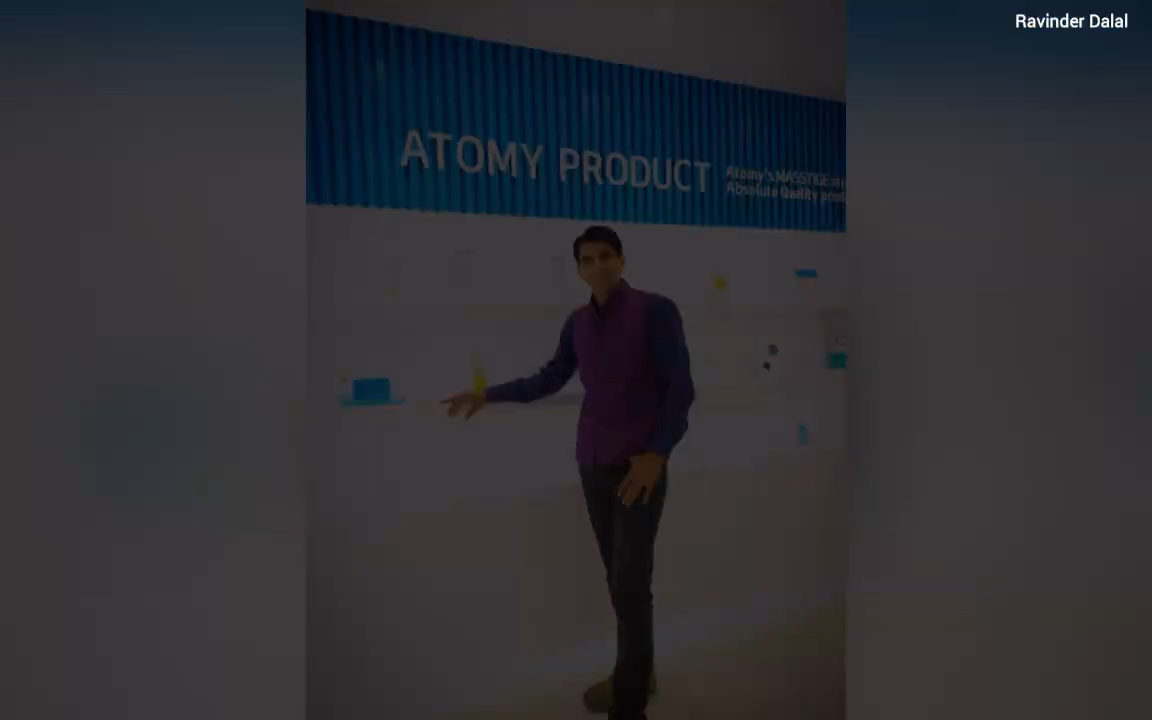 Ravinder Dalal
ATOMY PRODUCT
Atomy's MASSTIGE
Absolute Quality